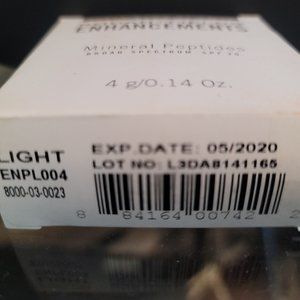 ENHANCEMENTS
Mineral Peptides
BROAD SPECTRUM SPF
4 g/0.14 Oz.
LIGHT
ENPL004
8000-03-0023
EXP.DATE: 05/2020
LOT NO: L3DA8141165
8 84164 00742 2